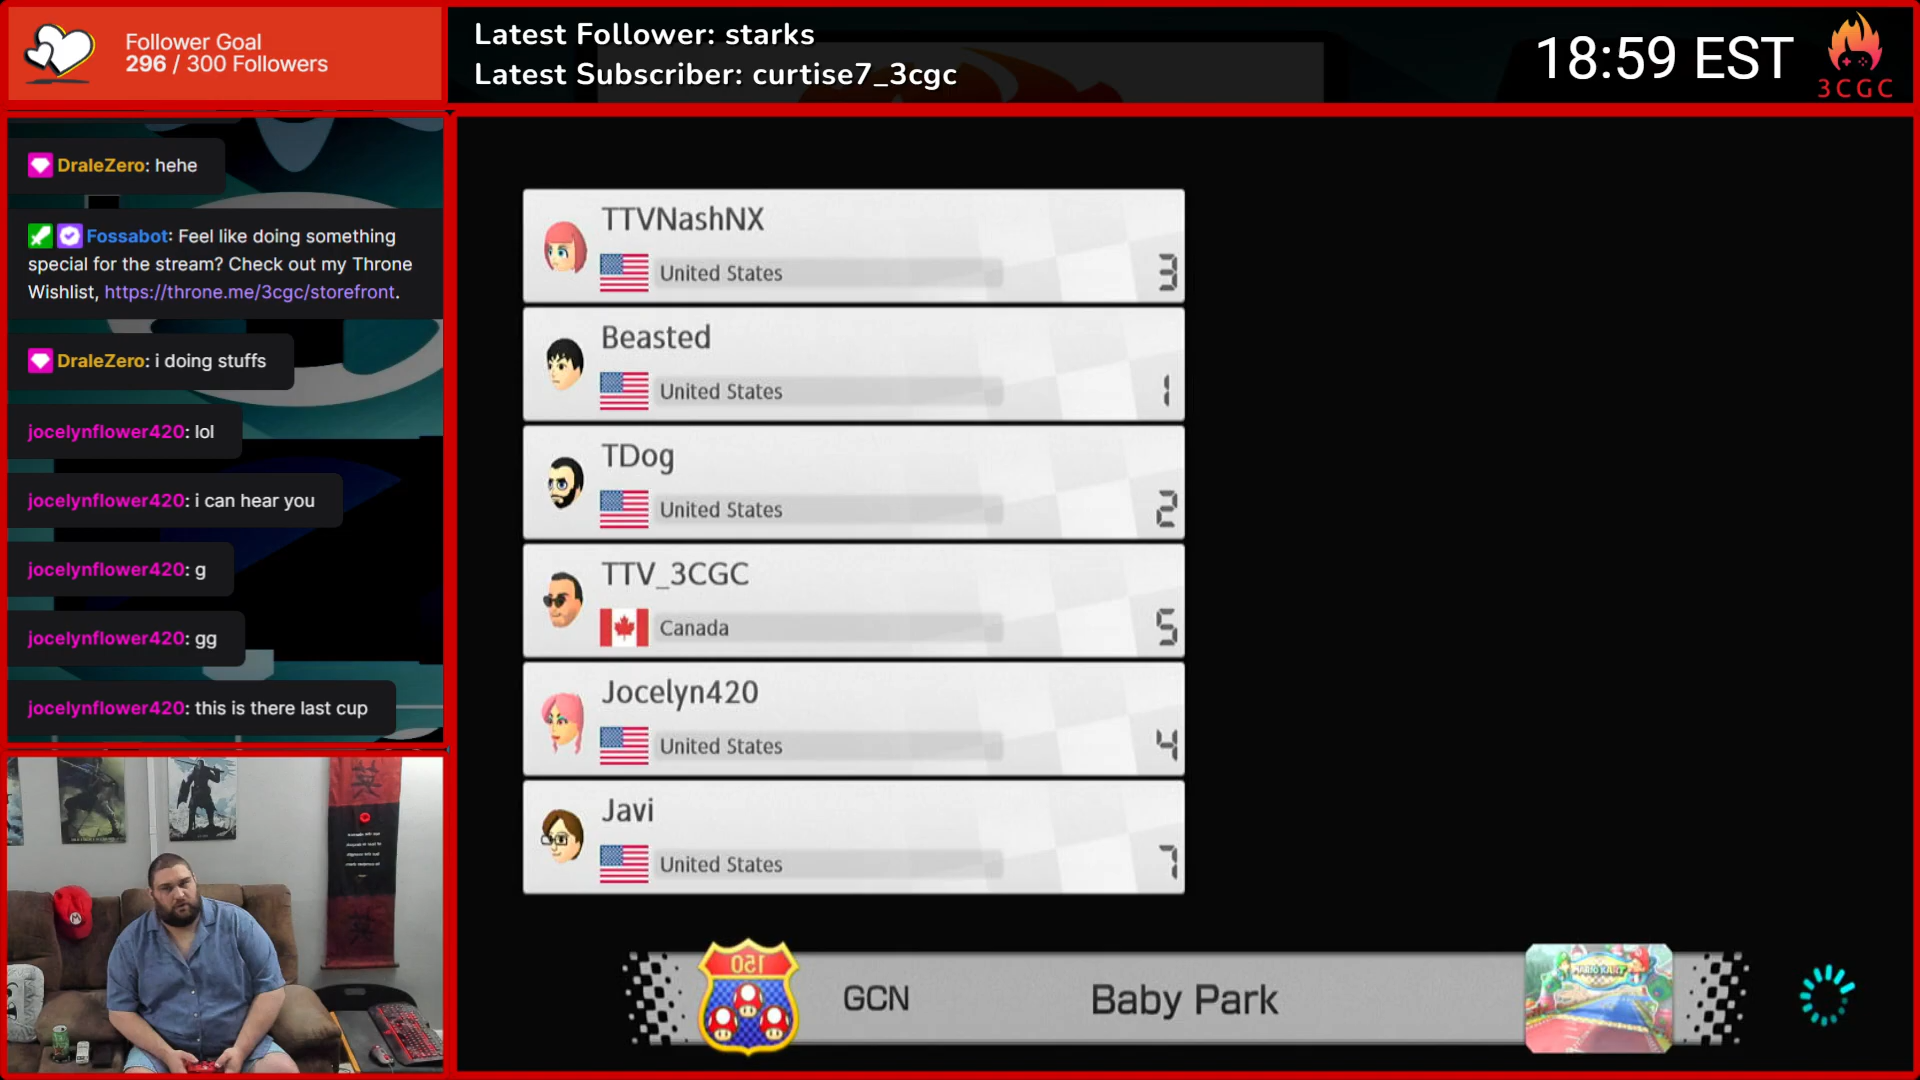 Follower Goal
296 / 300 Followers
Latest Follower: starks
Latest Subscriber: curtise7_3cgc
18:59 EST
3CGC
DraleZero: hehe
Fossabot: Feel like doing something
special for the stream? Check out my Throne
Wishlist, https://throne.me/3cgc/storefront.
DraleZero: i doing stuffs
jocelynflower420: lol
jocelynflower420: i can hear you
jocelynflower420: g
jocelynflower420: gg
jocelynflower420: this is there last cup
TTVNashNX
United States
3
Beasted
United States
1
TDog
United States
2
TTV_3CGC
Canada
5
Jocelyn420
United States
4
Javi
United States
7
150
GCN
Baby Park
MARIO KART
M